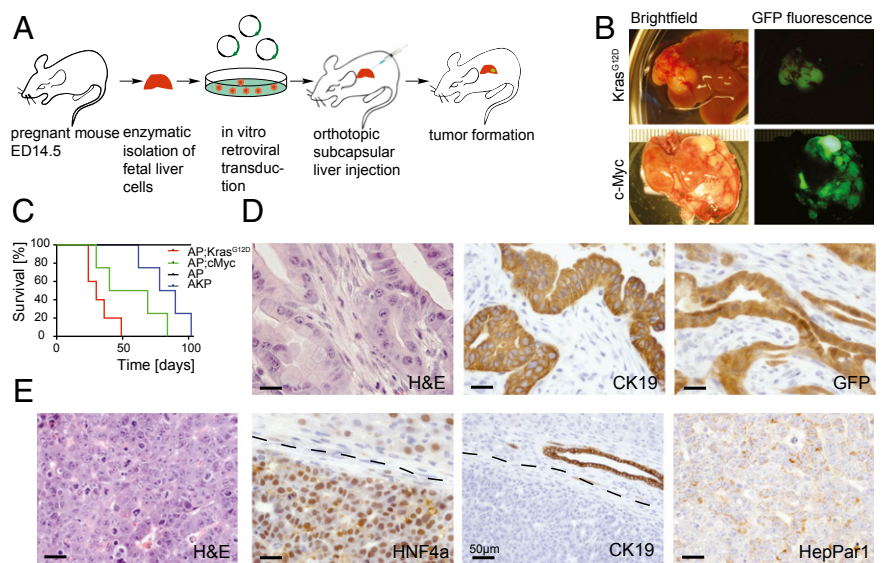 A
pregnant mouse
ED14.5
enzymatic
isolation of
fetal liver
cells
in vitro
retroviral
transduc-
tion
orthotopic
subcapsular
liver injection
tumor formation
B
Brightfield
GFP fluorescence
Kras^G12D
c-Myc
C
Survival [%]
100
80
60
40
20
0
0
50
100
Time [days]
AP;Kras^G12D
AP;cMyc
AP
AKP
D
H&E
CK19
GFP
E
H&E
HNF4a
50µm
CK19
HepPar1